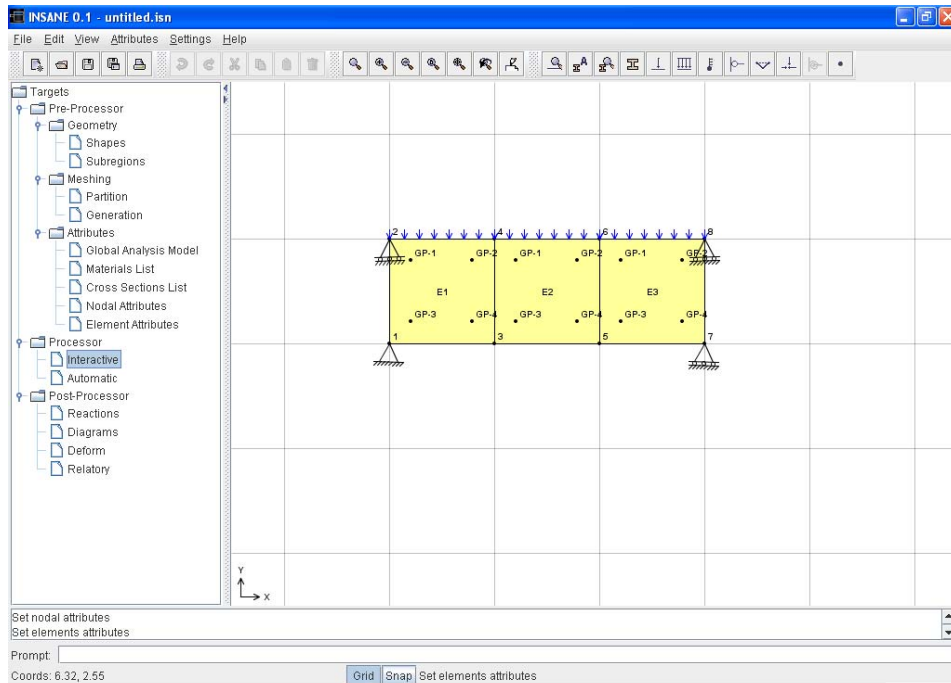 INSANE 0.1 - untitled.isn
File Edit View Attributes Settings Help
Targets
Pre-Processor
Geometry
Shapes
Subregions
Meshing
Partition
Generation
Attributes
Global Analysis Model
Materials List
Cross Sections List
Nodal Attributes
Element Attributes
Processor
Interactive
Automatic
Post-Processor
Reactions
Diagrams
Deform
Relatory
2 4 6 8
GP-1 GP-2 GP-1 GP-2 GP-1 GP-2
E1 E2 E3
GP-3 GP-4 GP-3 GP-4 GP-3 GP-4
1 3 5 7
Y
X
Set nodal attributes
Set elements attributes
Prompt:
Coords: 6.32, 2.55 Grid Snap Set elements attributes